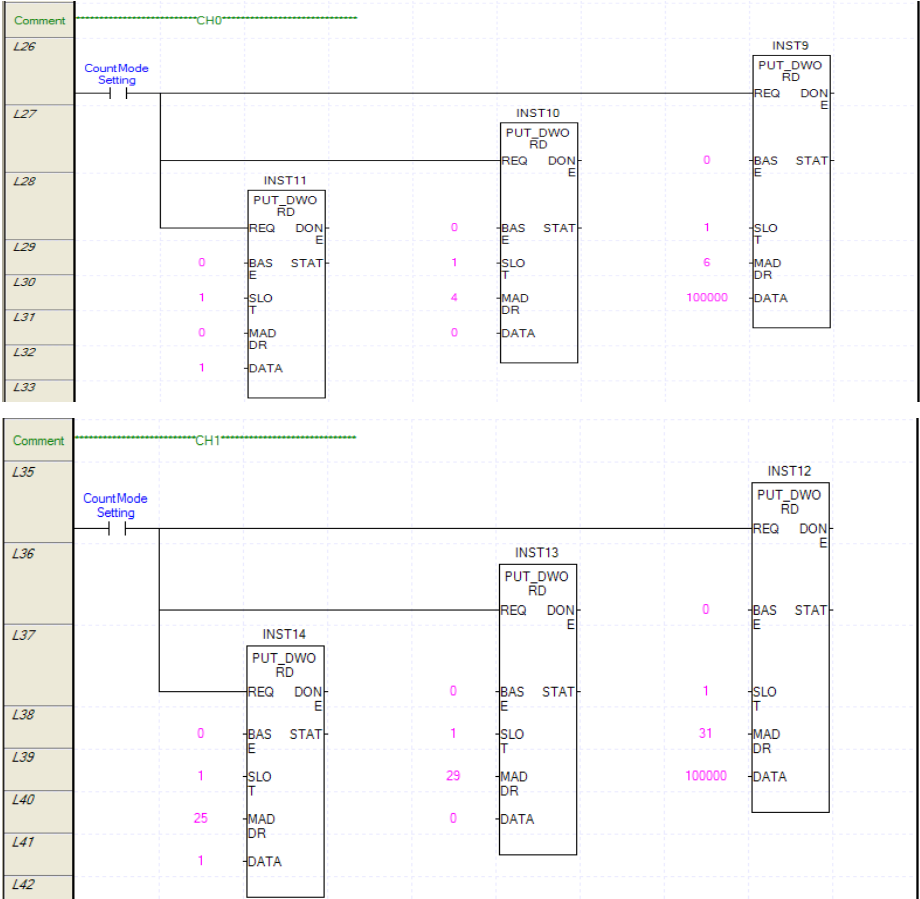 Comment CH0
L26 INST9
CountMode
Setting
PUT_DWO
RD
REQ DON
E
L27 INST10
PUT_DWO
RD
REQ DON
E
0 BAS STAT
E
L28 INST11
PUT_DWO
RD
REQ DON
E
0 BAS STAT
E
1 SLO
T
L29
0 BAS STAT
E
1 SLO
T
6 MAD
DR
L30
1 SLO
T
4 MAD
DR
100000 DATA
L31
0 MAD
DR
0 DATA
L32
1 DATA
L33
Comment CH1
L35 INST12
CountMode
Setting
PUT_DWO
RD
REQ DON
E
L36 INST13
PUT_DWO
RD
REQ DON
E
0 BAS STAT
E
L37 INST14
PUT_DWO
RD
REQ DON
E
0 BAS STAT
E
1 SLO
T
L38
0 BAS STAT
E
1 SLO
T
31 MAD
DR
L39
1 SLO
T
29 MAD
DR
100000 DATA
L40
25 MAD
DR
0 DATA
L41
1 DATA
L42